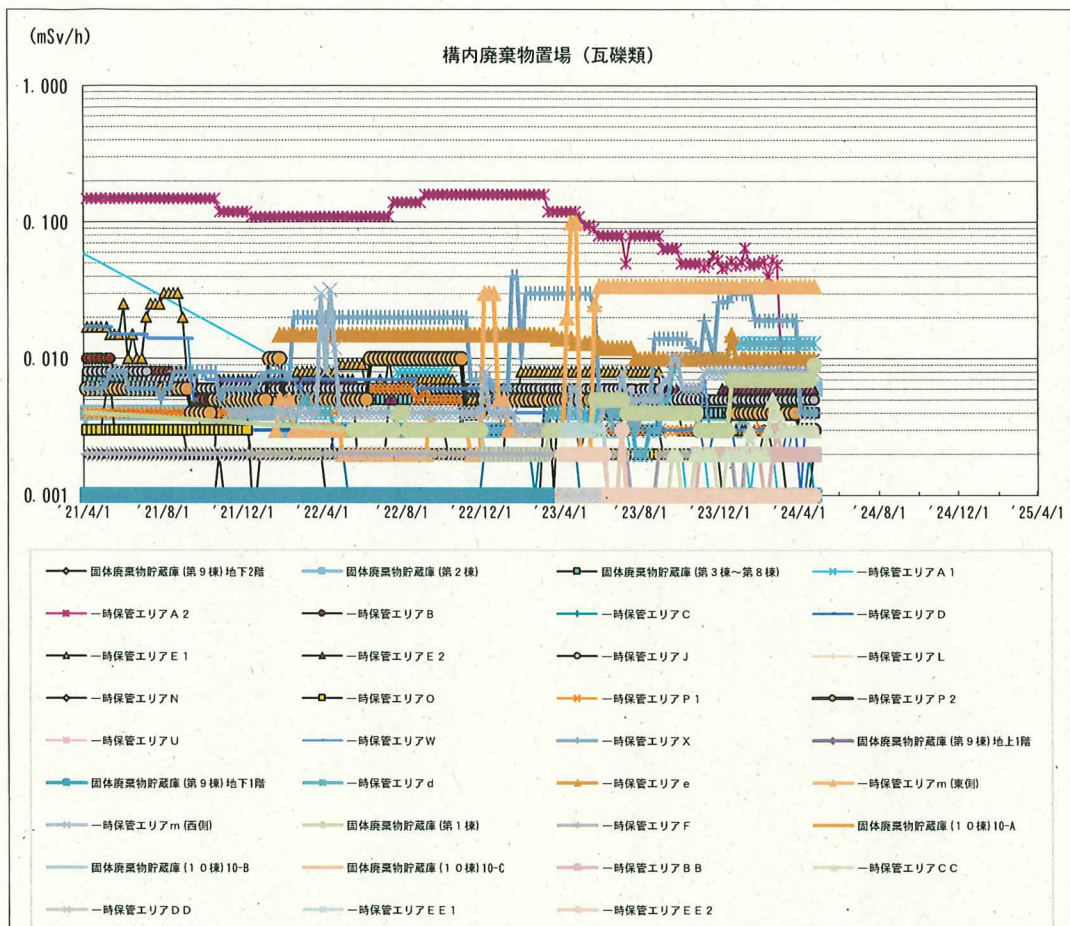 (mSv/h)
構内廃棄物置場（瓦礫類）
1.000
0.100
0.010
0.001
'21/4/1 '21/8/1 '21/12/1 '22/4/1 '22/8/1 '22/12/1 '23/4/1 '23/8/1 '23/12/1 '24/4/1 '24/8/1 '24/12/1 '25/4/1
固体廃棄物貯蔵庫(第９棟)地下2階 固体廃棄物貯蔵庫(第２棟) 固体廃棄物貯蔵庫(第３棟～第８棟) 一時保管エリアＡ１
一時保管エリアＡ２ 一時保管エリアＢ 一時保管エリアＣ 一時保管エリアＤ
一時保管エリアＥ１ 一時保管エリアＥ２ 一時保管エリアＪ 一時保管エリアＬ
一時保管エリアＮ 一時保管エリアＯ 一時保管エリアＰ１ 一時保管エリアＰ２
一時保管エリアＵ 一時保管エリアＷ 一時保管エリアＸ 固体廃棄物貯蔵庫(第９棟)地上1階
固体廃棄物貯蔵庫(第９棟)地下1階 一時保管エリアｄ 一時保管エリアｅ 一時保管エリアｍ(東側)
一時保管エリアｍ(西側) 固体廃棄物貯蔵庫(第１棟) 一時保管エリアＦ 固体廃棄物貯蔵庫(１０棟)10-A
固体廃棄物貯蔵庫(１０棟)10-B 固体廃棄物貯蔵庫(１０棟)10-C 一時保管エリアＢＢ 一時保管エリアＣＣ
一時保管エリアＤＤ 一時保管エリアＥＥ１ 一時保管エリアＥＥ２